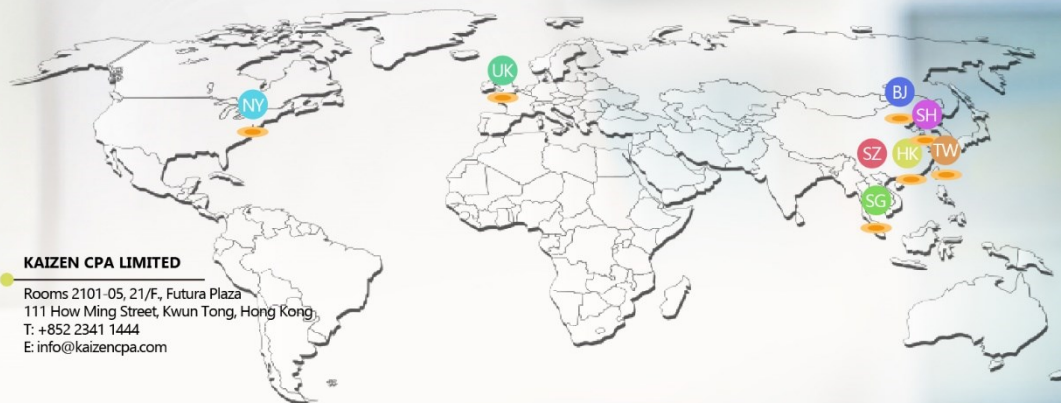 UK
NY
BJ
SH
SZ
HK
TW
SG
KAIZEN CPA LIMITED
Rooms 2101-05, 21/F., Futura Plaza
111 How Ming Street, Kwun Tong, Hong Kong
T: +852 2341 1444
E: info@kaizencpa.com